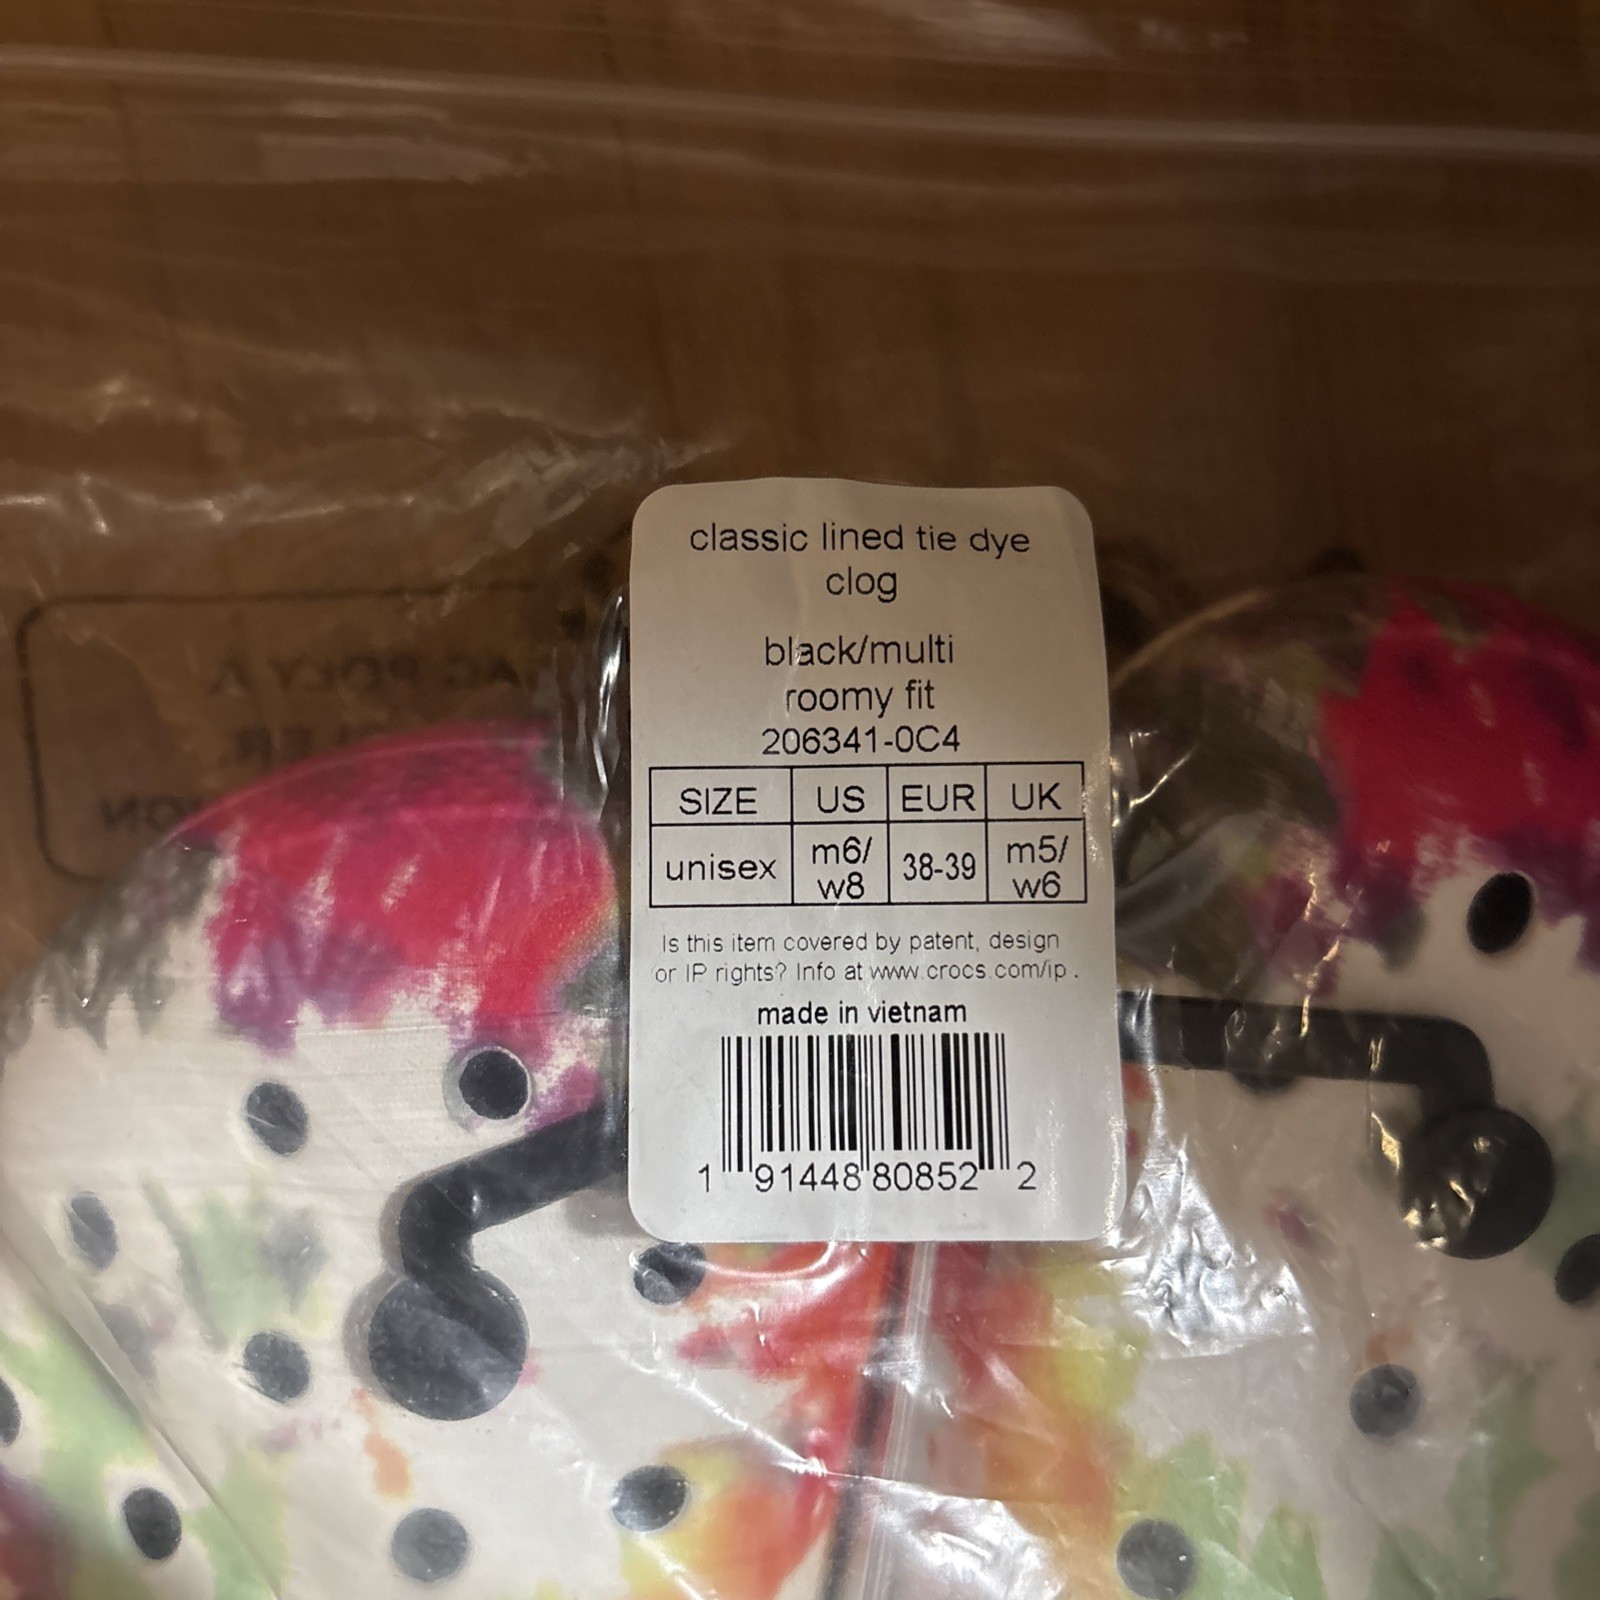 classic lined tie dye
clog
black/multi
roomy fit
206341-0C4
SIZE US EUR UK
unisex m6/ w8 38-39 m5/ w6
Is this item covered by patent, design
or IP rights? Info at www.crocs.com/ip .
made in vietnam
1 91448 80852 2